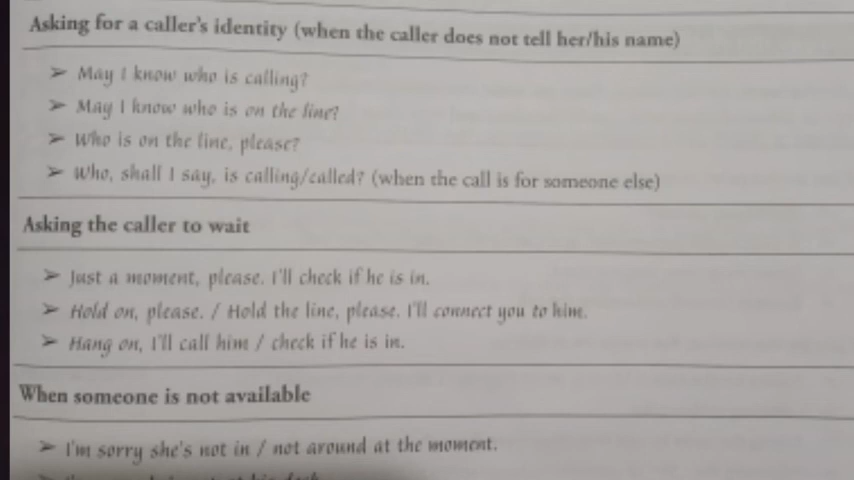 Asking for a caller's identity (when the caller does not tell her/his name)
➢ May I know who is calling?
➢ May I know who is on the line?
➢ Who is on the line, please?
➢ Who, shall I say, is calling/called? (when the call is for someone else)
Asking the caller to wait
➢ Just a moment, please. I'll check if he is in.
➢ Hold on, please. / Hold the line, please. I'll connect you to him.
➢ Hang on, I'll call him / check if he is in.
When someone is not available
➢ I'm sorry she's not in / not around at the moment.